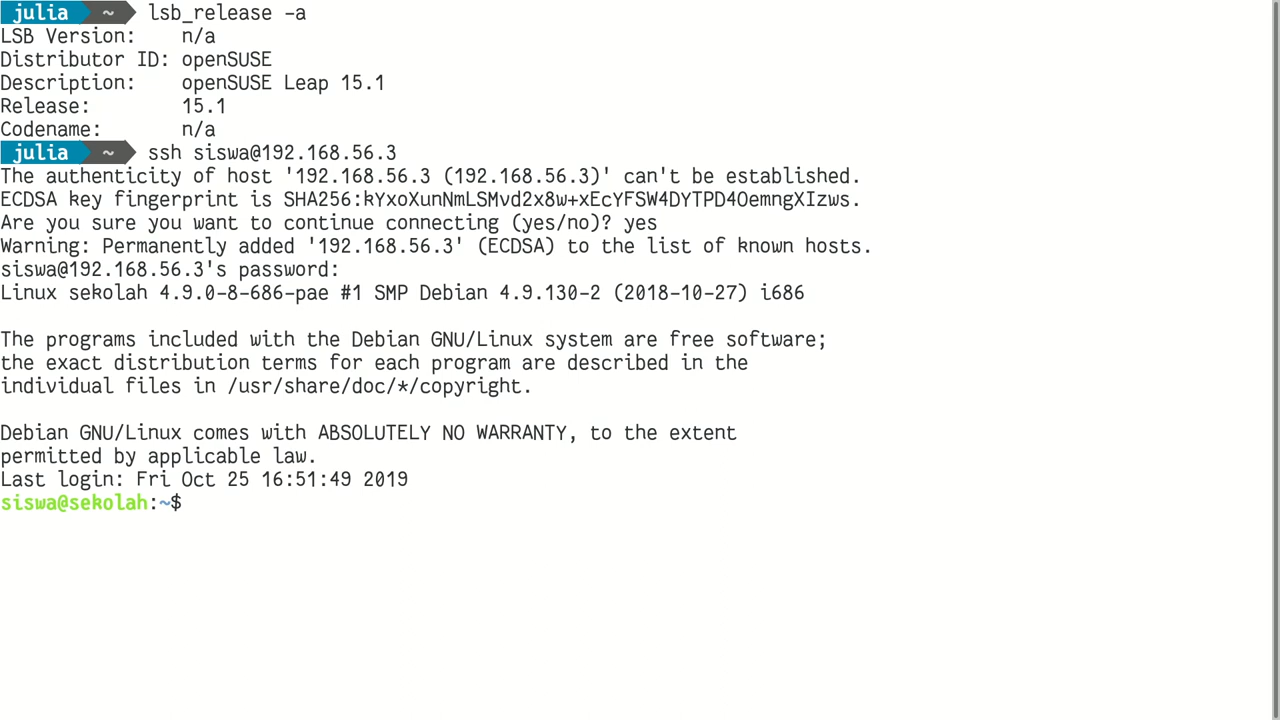 julia ~ lsb_release -a
LSB Version:    n/a
Distributor ID: openSUSE
Description:    openSUSE Leap 15.1
Release:        15.1
Codename:       n/a
julia ~ ssh siswa@192.168.56.3
The authenticity of host '192.168.56.3 (192.168.56.3)' can't be established.
ECDSA key fingerprint is SHA256:kYxoXunNmLSMvd2x8w+xEcYFSW4DYTPD4OemngXIzws.
Are you sure you want to continue connecting (yes/no)? yes
Warning: Permanently added '192.168.56.3' (ECDSA) to the list of known hosts.
siswa@192.168.56.3's password:
Linux sekolah 4.9.0-8-686-pae #1 SMP Debian 4.9.130-2 (2018-10-27) i686
The programs included with the Debian GNU/Linux system are free software;
the exact distribution terms for each program are described in the
individual files in /usr/share/doc/*/copyright.
Debian GNU/Linux comes with ABSOLUTELY NO WARRANTY, to the extent
permitted by applicable law.
Last login: Fri Oct 25 16:51:49 2019
siswa@sekolah:~$